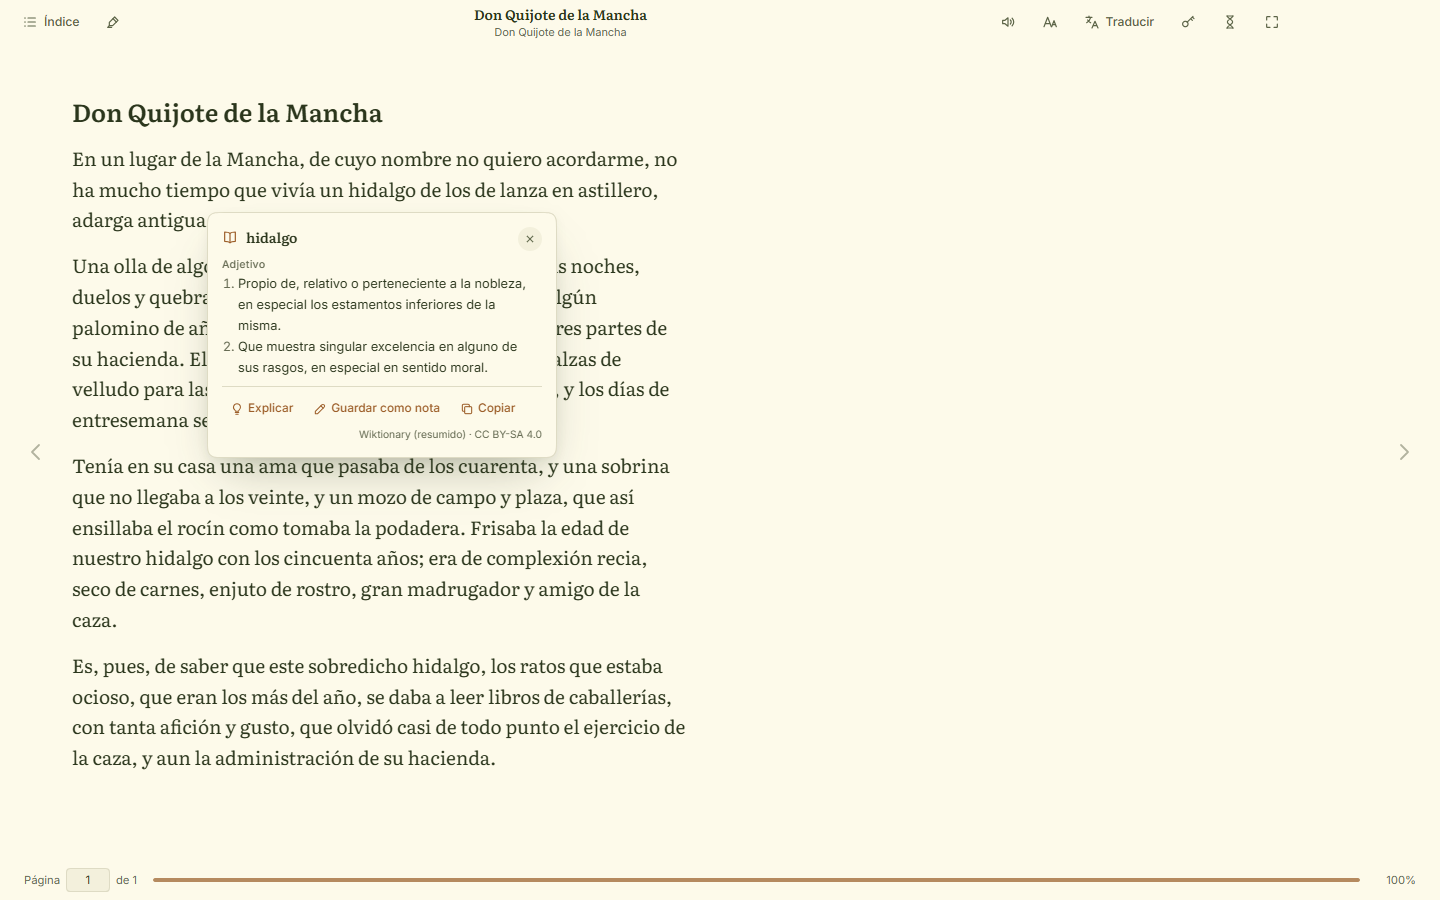 Índice
Don Quijote de la Mancha
Don Quijote de la Mancha
Traducir
Don Quijote de la Mancha
En un lugar de la Mancha, de cuyo nombre no quiero acordarme, no
ha mucho tiempo que vivía un hidalgo de los de lanza en astillero,
adarga antigua
hidalgo
Adjetivo
1. Propio de, relativo o perteneciente a la nobleza,
en especial los estamentos inferiores de la
misma.
2. Que muestra singular excelencia en alguno de
sus rasgos, en especial en sentido moral.
Explicar
Guardar como nota
Copiar
Wiktionary (resumido) · CC BY-SA 4.0
Una olla de noches,
duelos y
palomino de partes de
su hacienda. de
velludo para y los días de
entresemana
Tenía en su casa una ama que pasaba de los cuarenta, y una sobrina
que no llegaba a los veinte, y un mozo de campo y plaza, que así
ensillaba el rocín como tomaba la podadera. Frisaba la edad de
nuestro hidalgo con los cincuenta años; era de complexión recia,
seco de carnes, enjuto de rostro, gran madrugador y amigo de la
caza.
Es, pues, de saber que este sobredicho hidalgo, los ratos que estaba
ocioso, que eran los más del año, se daba a leer libros de caballerías,
con tanta afición y gusto, que olvidó casi de todo punto el ejercicio de
la caza, y aun la administración de su hacienda.
Página 1 de 1
100%